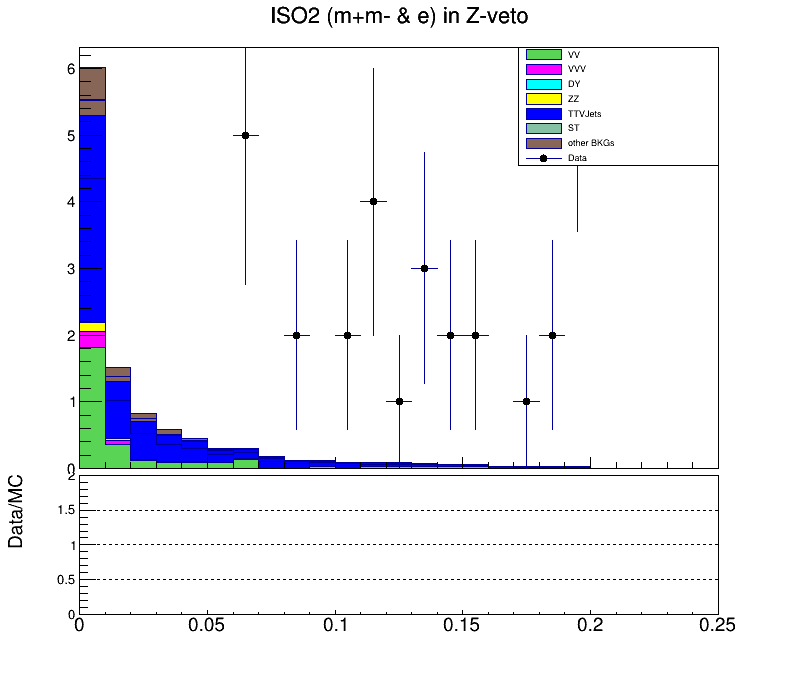 ISO2 (m+m- & e) in Z-veto
VV
VVV
DY
ZZ
TTVJets
ST
other BKGs
Data
6
5
4
3
2
1
0
Data/MC
2
1.5
1
0.5
0
0 0.05 0.1 0.15 0.2 0.25